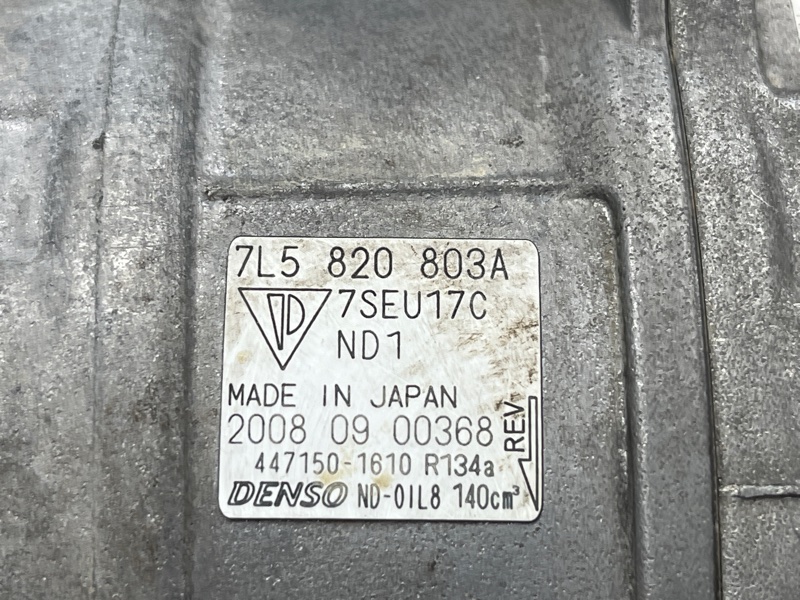 7L5 820 803A
7SEU17C
ND1
MADE IN JAPAN
2008 09 00368
REV
447150-1610 R134a
DENSO ND-OIL8 140cm³